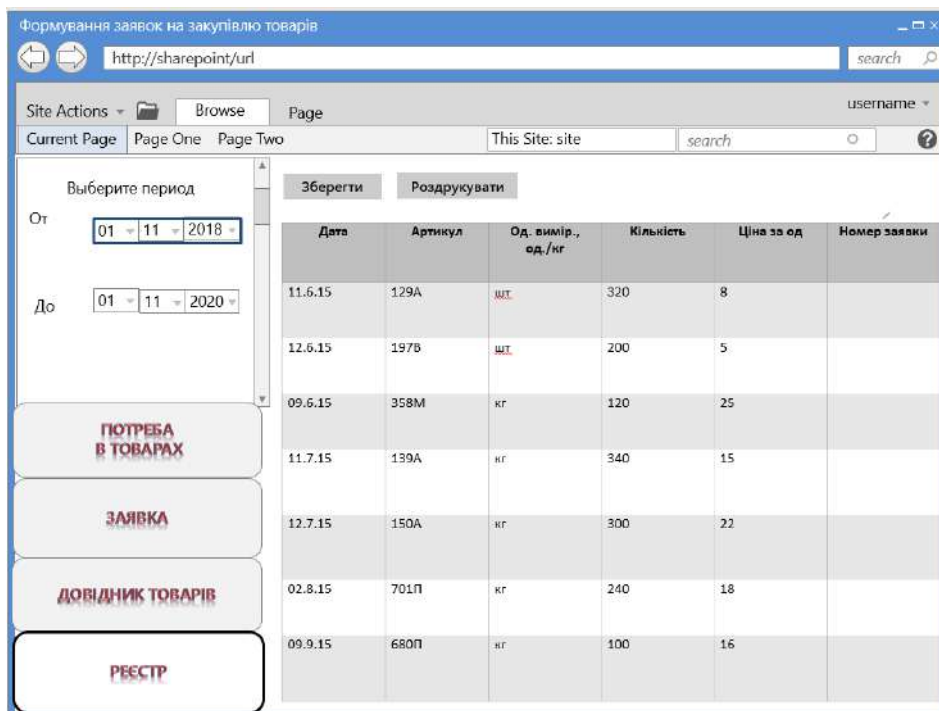 Формування заявок на закупівлю товарів
http://sharepoint/url
search
Site Actions Browse Page username
Current Page Page One Page Two This Site: site search
Выберите период
От 01 11 2018
До 01 11 2020
ПОТРЕБА
В ТОВАРАХ
ЗАЯВКА
ДОВІДНИК ТОВАРІВ
РЕЄСТР
Зберегти Роздрукувати
Дата Артикул Од. вимір., од./кг Кількість Ціна за од Номер заявки
11.6.15 129А шт 320 8
12.6.15 197В шт 200 5
09.6.15 358М кг 120 25
11.7.15 139А кг 340 15
12.7.15 150А кг 300 22
02.8.15 701П кг 240 18
09.9.15 680П кг 100 16